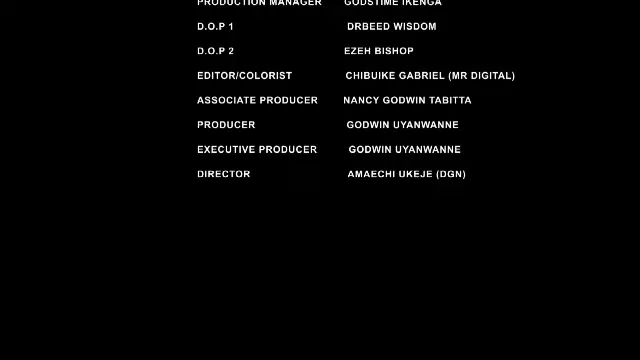 PRODUCTION MANAGER GODSTIME IKENGA
D.O.P 1 DRBEED WISDOM
D.O.P 2 EZEH BISHOP
EDITOR/COLORIST CHIBUIKE GABRIEL (MR DIGITAL)
ASSOCIATE PRODUCER NANCY GODWIN TABITTA
PRODUCER GODWIN UYANWANNE
EXECUTIVE PRODUCER GODWIN UYANWANNE
DIRECTOR AMAECHI UKEJE (DGN)